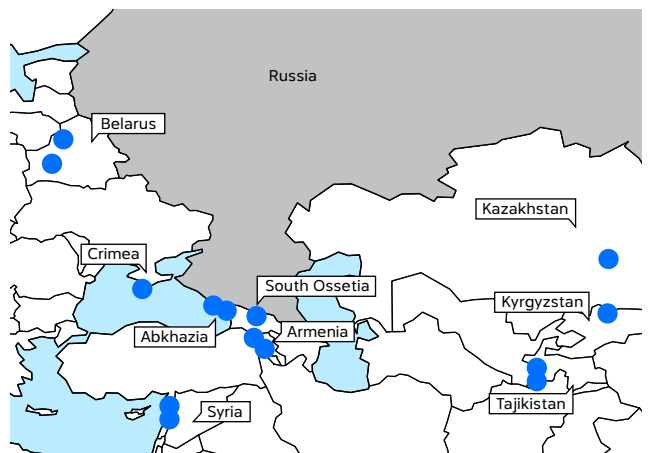 Russia
Belarus
Kazakhstan
Crimea
South Ossetia
Kyrgyzstan
Abkhazia
Armenia
Tajikistan
Syria